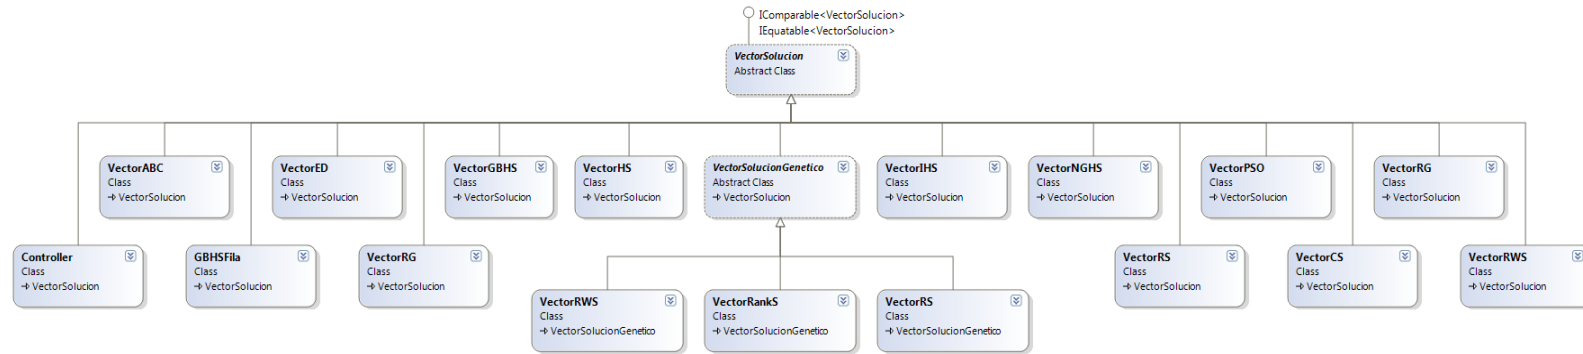 IComparable<VectorSolucion>
IEquatable<VectorSolucion>
VectorSolucion
Abstract Class
VectorABC
Class
VectorSolucion
VectorED
Class
VectorSolucion
VectorGBHS
Class
VectorSolucion
VectorHS
Class
VectorSolucion
VectorSolucionGenetico
Abstract Class
VectorSolucion
VectorIHS
Class
VectorSolucion
VectorNGHS
Class
VectorSolucion
VectorPSO
Class
VectorSolucion
VectorRG
Class
VectorSolucion
Controller
Class
VectorSolucion
GBHSFila
Class
VectorSolucion
VectorRG
Class
VectorSolucion
VectorRS
Class
VectorSolucion
VectorCS
Class
VectorSolucion
VectorRWS
Class
VectorSolucion
VectorRWS
Class
VectorSolucionGenetico
VectorRankS
Class
VectorSolucionGenetico
VectorRS
Class
VectorSolucionGenetico